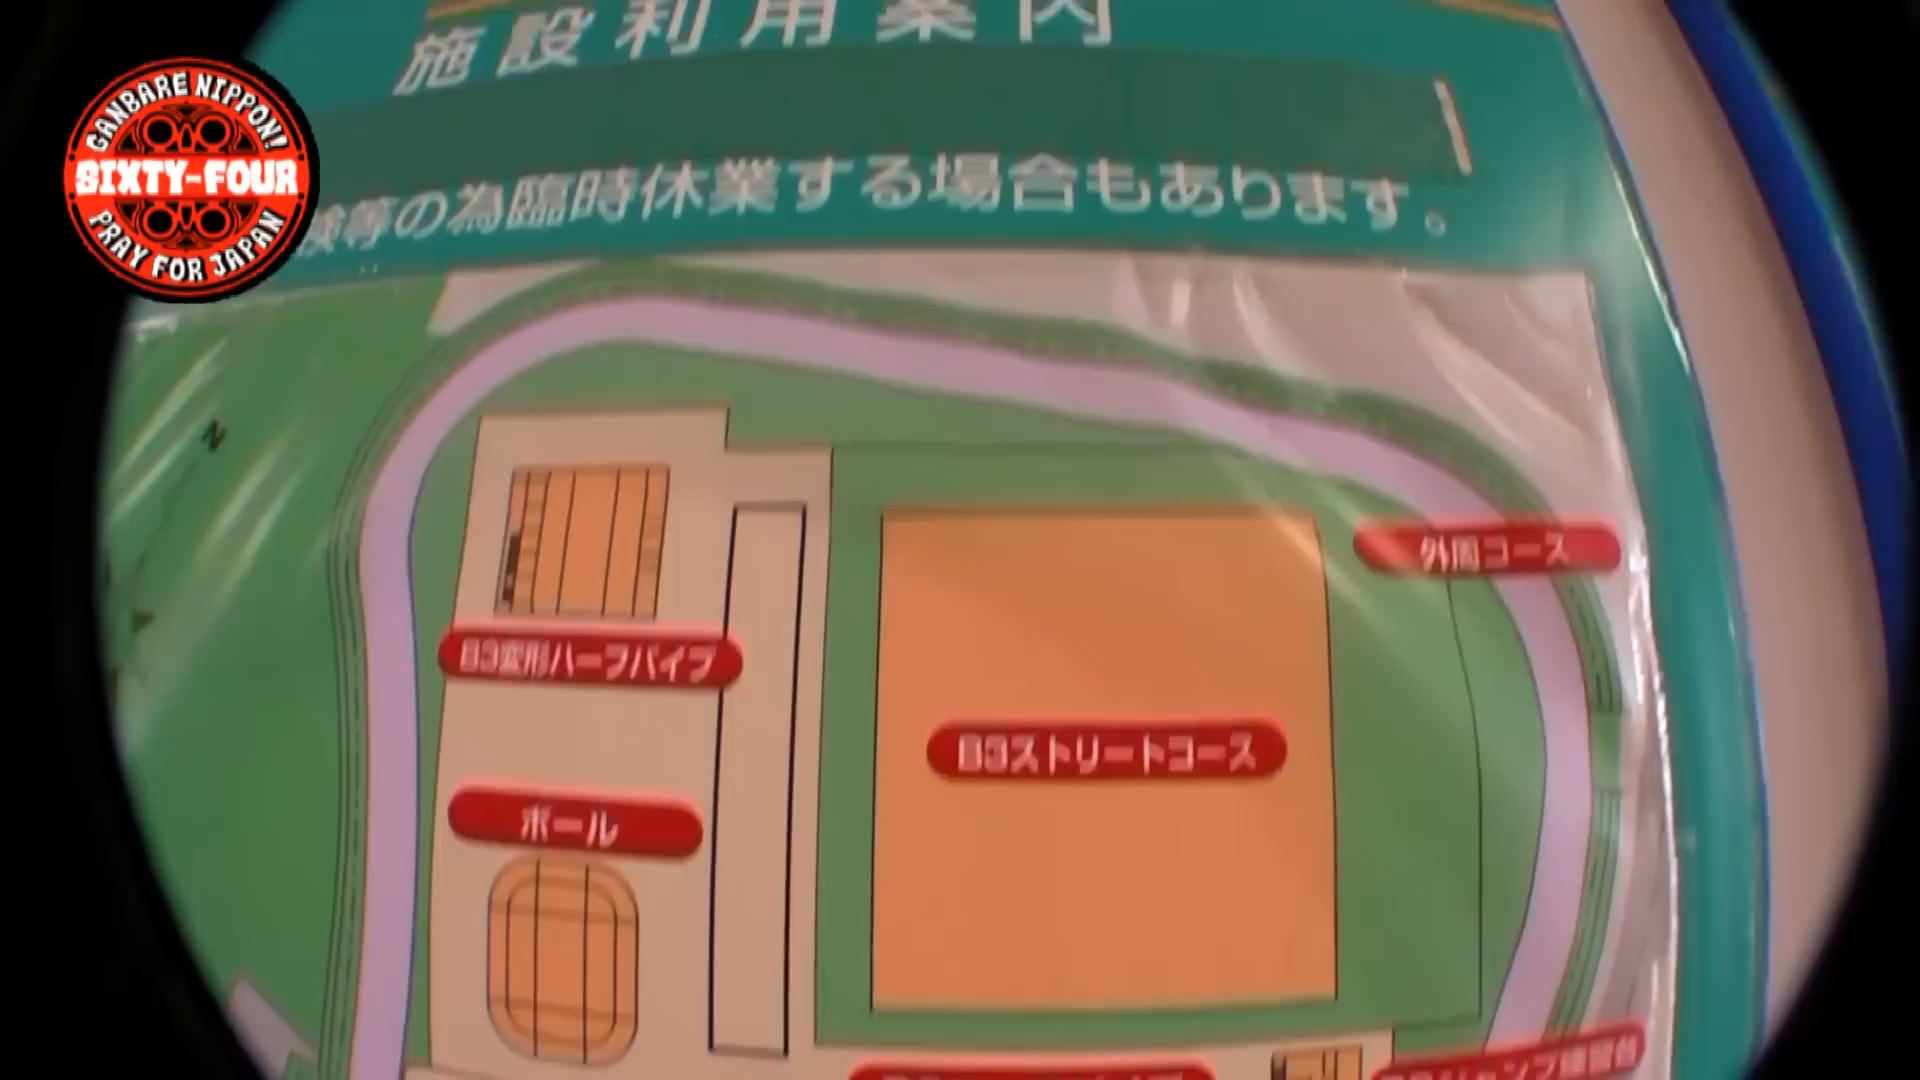 施設利用案内
GANBARE NIPPON!
SIXTY-FOUR
PRAY FOR JAPAN
等の為臨時休業する場合もあります。
N
外周コース
B3変形ハーフパイプ
B3ストリートコース
ボール